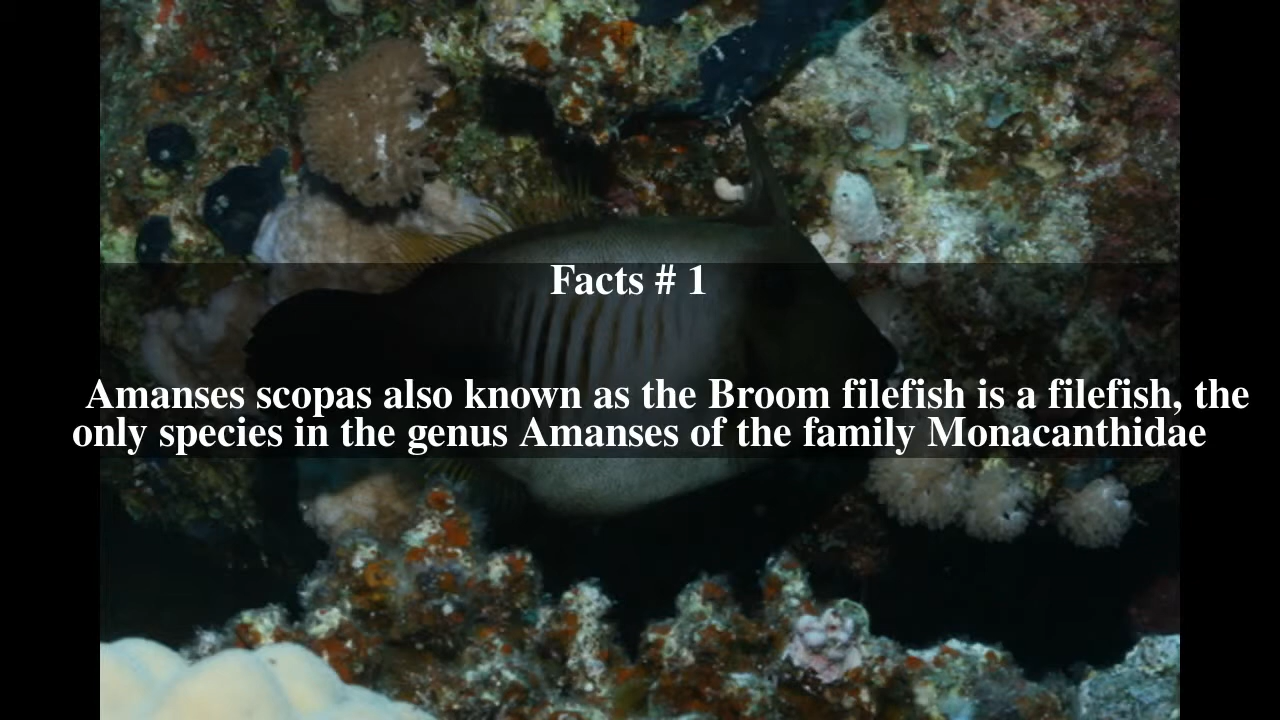 Facts # 1
Amanses scopas also known as the Broom filefish is a filefish, the
only species in the genus Amanses of the family Monacanthidae